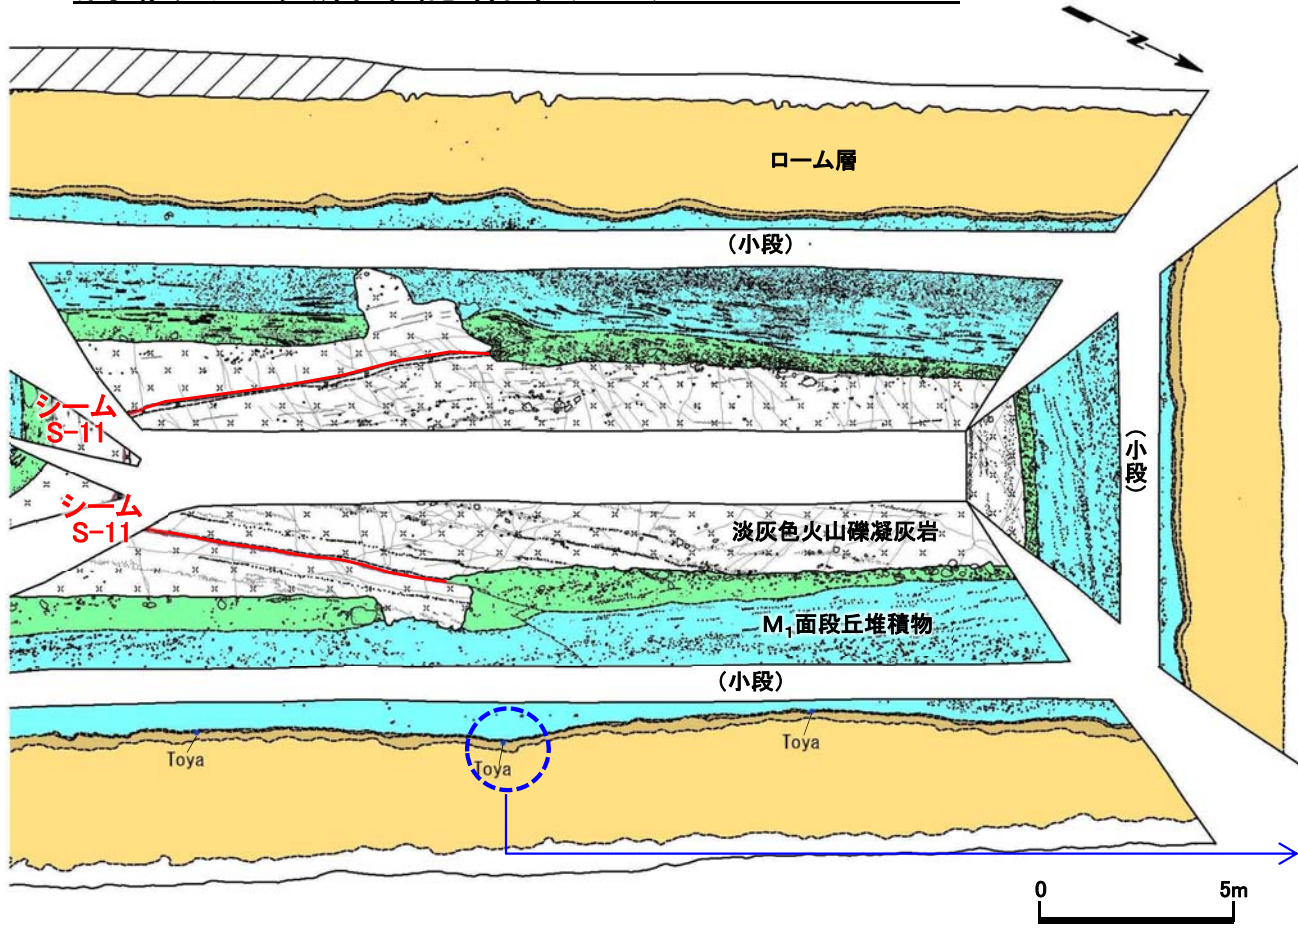 N
ローム層
(小段)
シーム
S-11
シーム
S-11
(小段)
淡灰色火山礫凝灰岩
M1面段丘堆積物
(小段)
Toya
Toya
Toya
0 5m